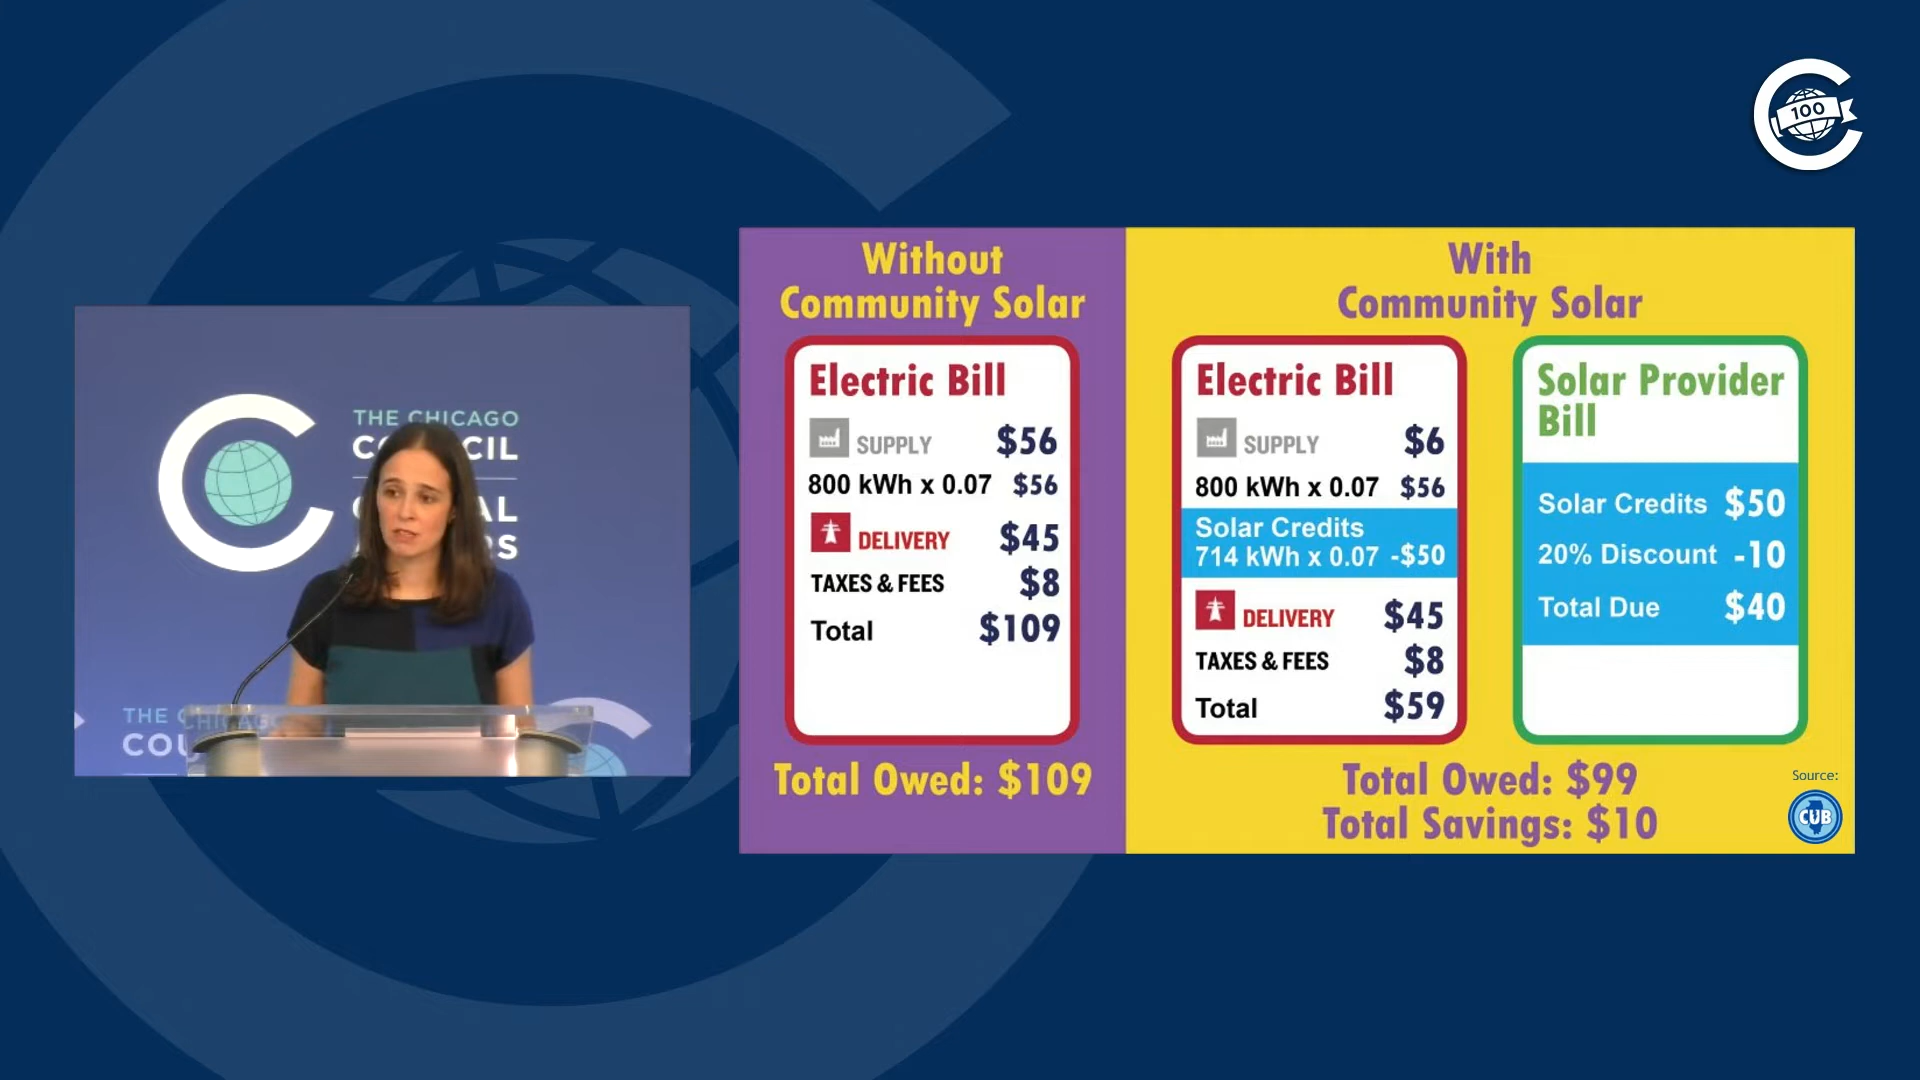 100
THE CHICAGO
THE CHICAGO
COU
Without
Community Solar
Electric Bill
SUPPLY $56
800 kWh x 0.07 $56
DELIVERY $45
TAXES & FEES $8
Total $109
Total Owed: $109
With
Community Solar
Electric Bill
SUPPLY $6
800 kWh x 0.07 $56
Solar Credits
714 kWh x 0.07 -$50
DELIVERY $45
TAXES & FEES $8
Total $59
Solar Provider
Bill
Solar Credits $50
20% Discount -10
Total Due $40
Total Owed: $99
Total Savings: $10
Source:
CUB